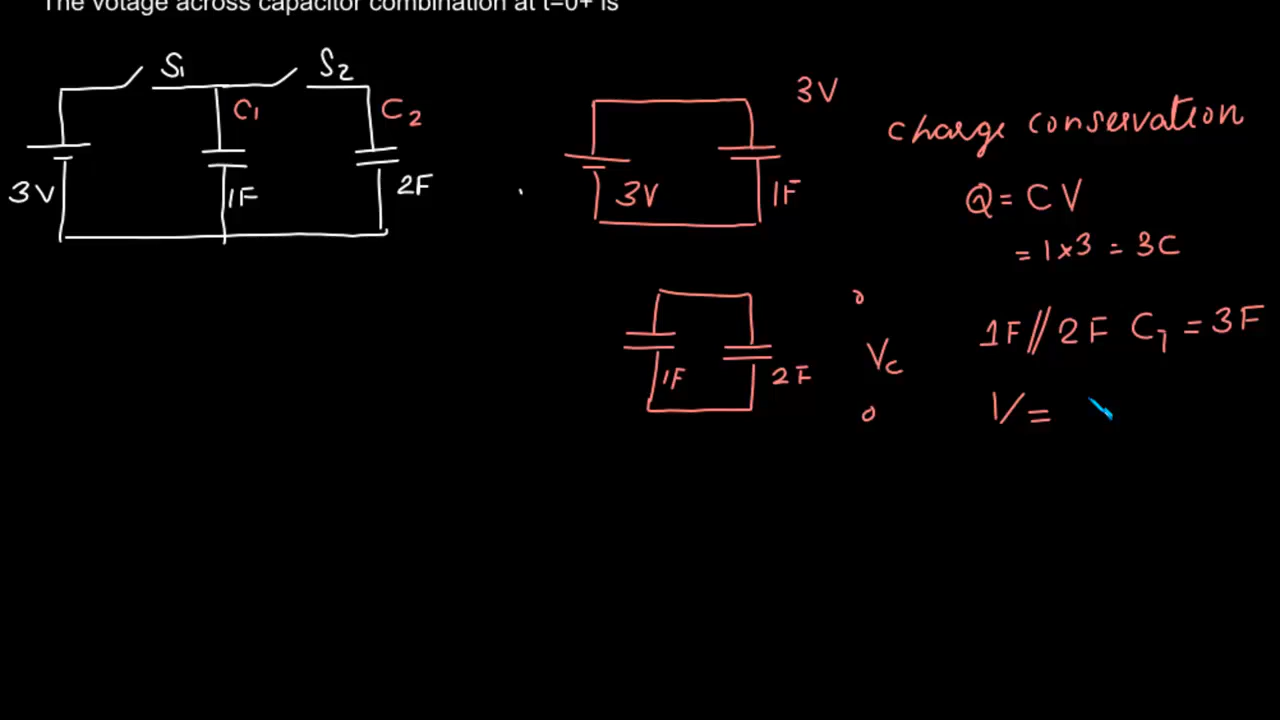 The votage across capacitor combination at t=0+ is
S1
S2
C1
C2
3V
1F
2F
3V
3V
1F
charge conservation
Q = CV
= 1×3 = 3C
1F
2F
Vc
1F // 2F CT = 3F
V =